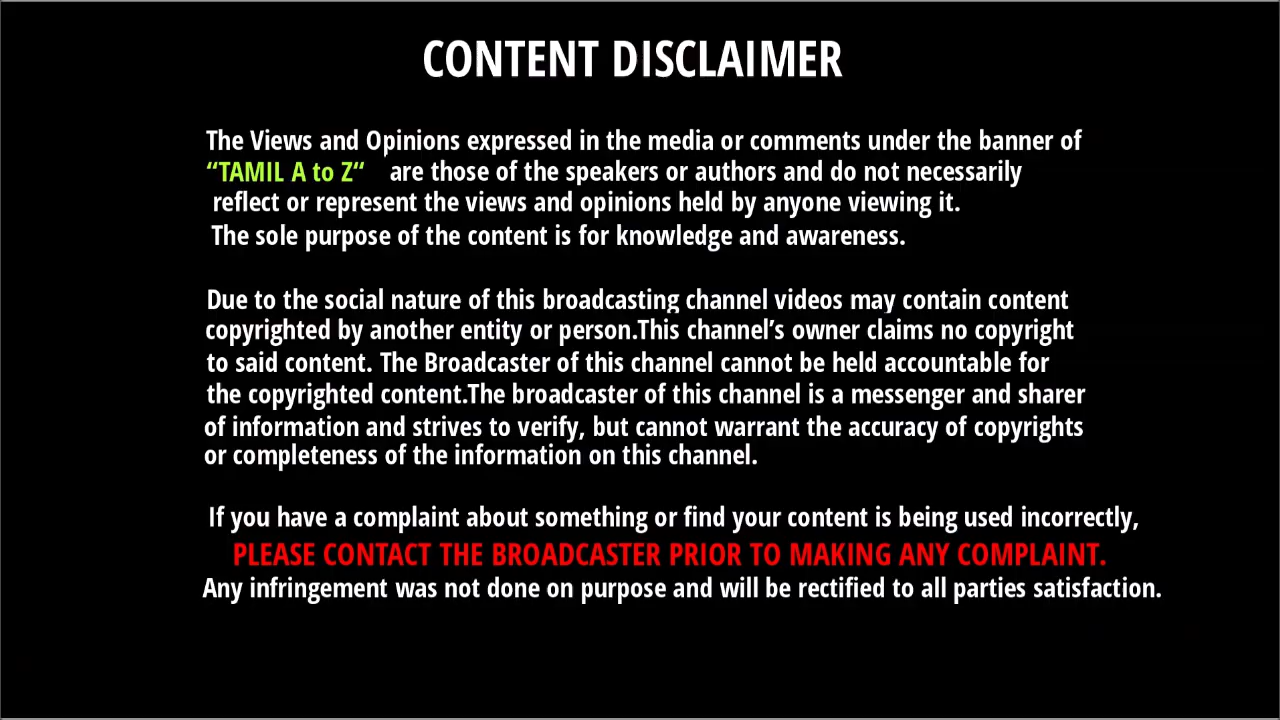 CONTENT DISCLAIMER
The Views and Opinions expressed in the media or comments under the banner of
“TAMIL A to Z“ are those of the speakers or authors and do not necessarily
reflect or represent the views and opinions held by anyone viewing it.
The sole purpose of the content is for knowledge and awareness.
Due to the social nature of this broadcasting channel videos may contain content
copyrighted by another entity or person.This channel’s owner claims no copyright
to said content. The Broadcaster of this channel cannot be held accountable for
the copyrighted content.The broadcaster of this channel is a messenger and sharer
of information and strives to verify, but cannot warrant the accuracy of copyrights
or completeness of the information on this channel.
If you have a complaint about something or find your content is being used incorrectly,
PLEASE CONTACT THE BROADCASTER PRIOR TO MAKING ANY COMPLAINT.
Any infringement was not done on purpose and will be rectified to all parties satisfaction.